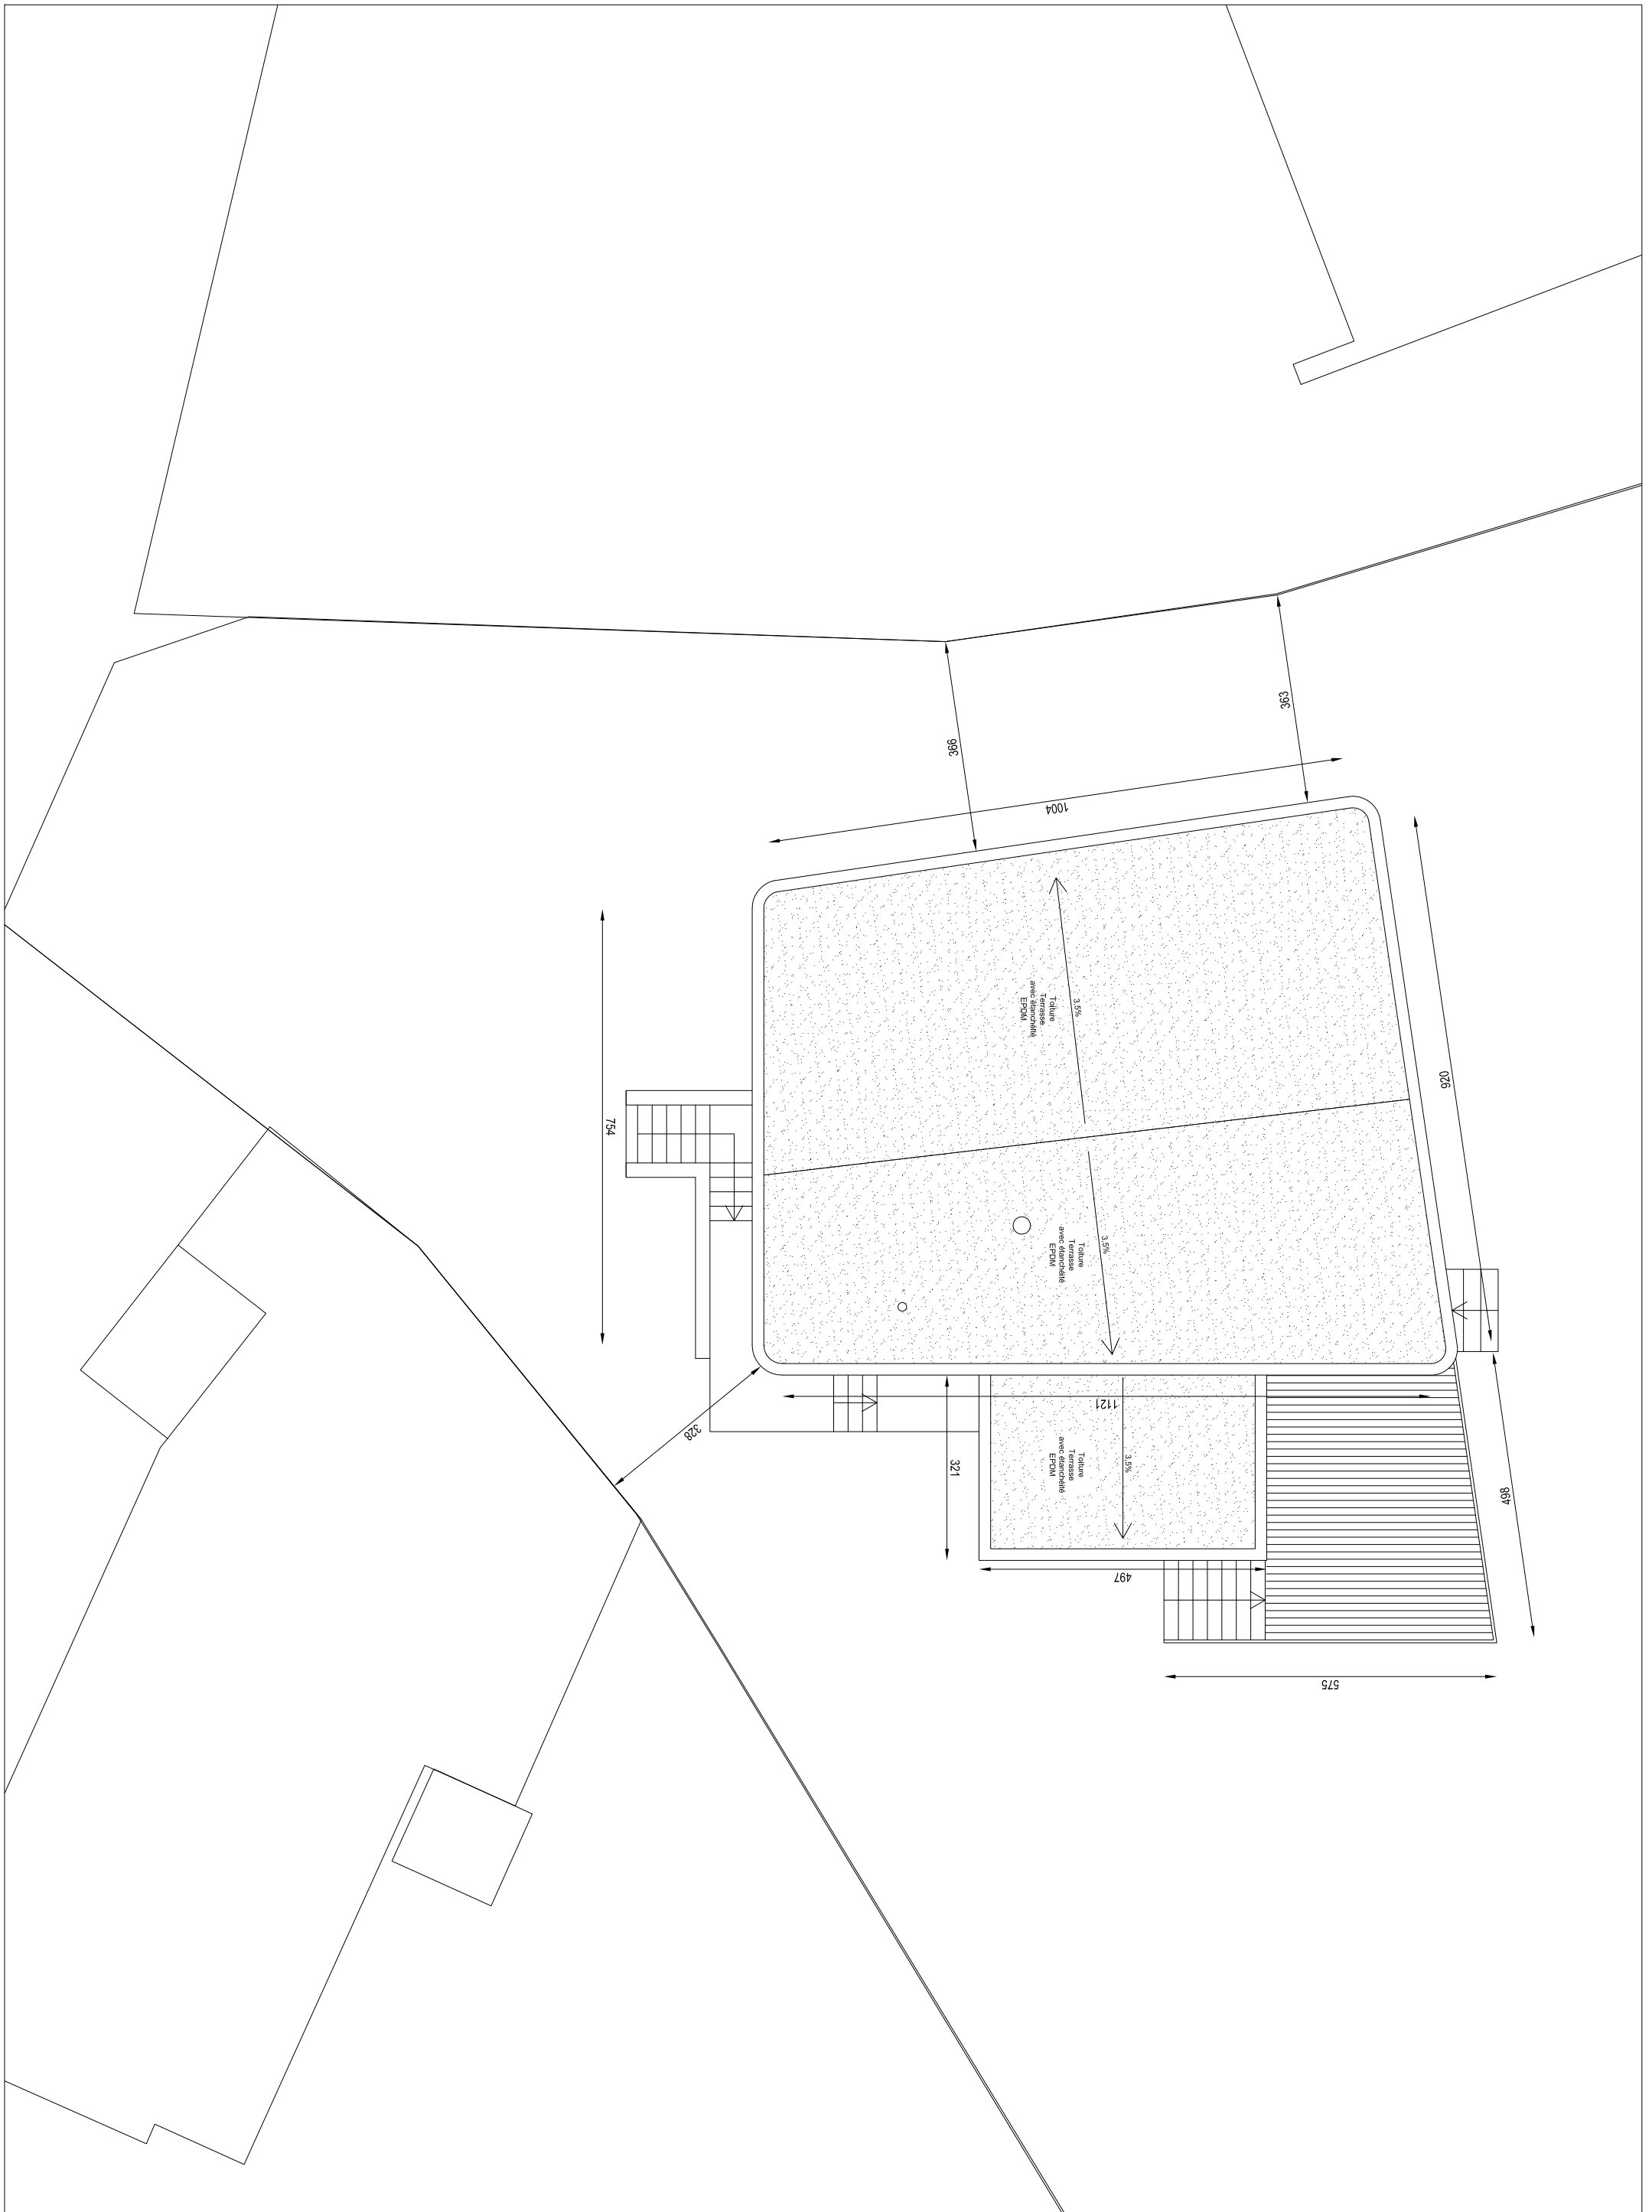 363
366
1004
920
3.5%
Toiture
Terrasse
avec étanchéité
EPDM
754
3.5%
Toiture
Terrasse
avec étanchéité
EPDM
1121
328
321
3.5%
Toiture
Terrasse
avec étanchéité
EPDM
498
497
575